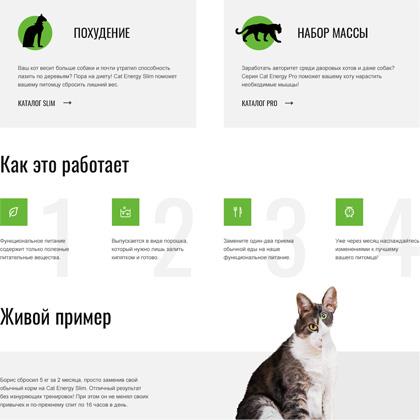 ПОХУДЕНИЕ
Ваш кот весит больше собаки и почти утратил способность
лазить по деревьям? Пора на диету! Cat Energy Slim поможет
вашему питомцу сбросить лишний вес.
КАТАЛОГ SLIM →
НАБОР МАССЫ
Заработать авторитет среди дворовых котов и даже собак?
Серия Cat Energy Pro поможет вашему коту нарастить
необходимые мышцы!
КАТАЛОГ PRO →
Как это работает
1
Функциональное питание
содержит только полезные
питательные вещества.
2
Выпускается в виде порошка,
который нужно лишь залить
кипятком и готово.
3
Замените один-два приема
обычной еды на наше
функциональное питание.
4
Уже через месяц наслаждайтесь
изменениями к лучшему
вашего питомца!
Живой пример
Борис сбросил 5 кг за 2 месяца, просто заменив свой
обычный корм на Cat Energy Slim. Отличный результат
без изнуряющих тренировок! При этом он не менял своих
привычек и по-прежнему спит по 16 часов в день.